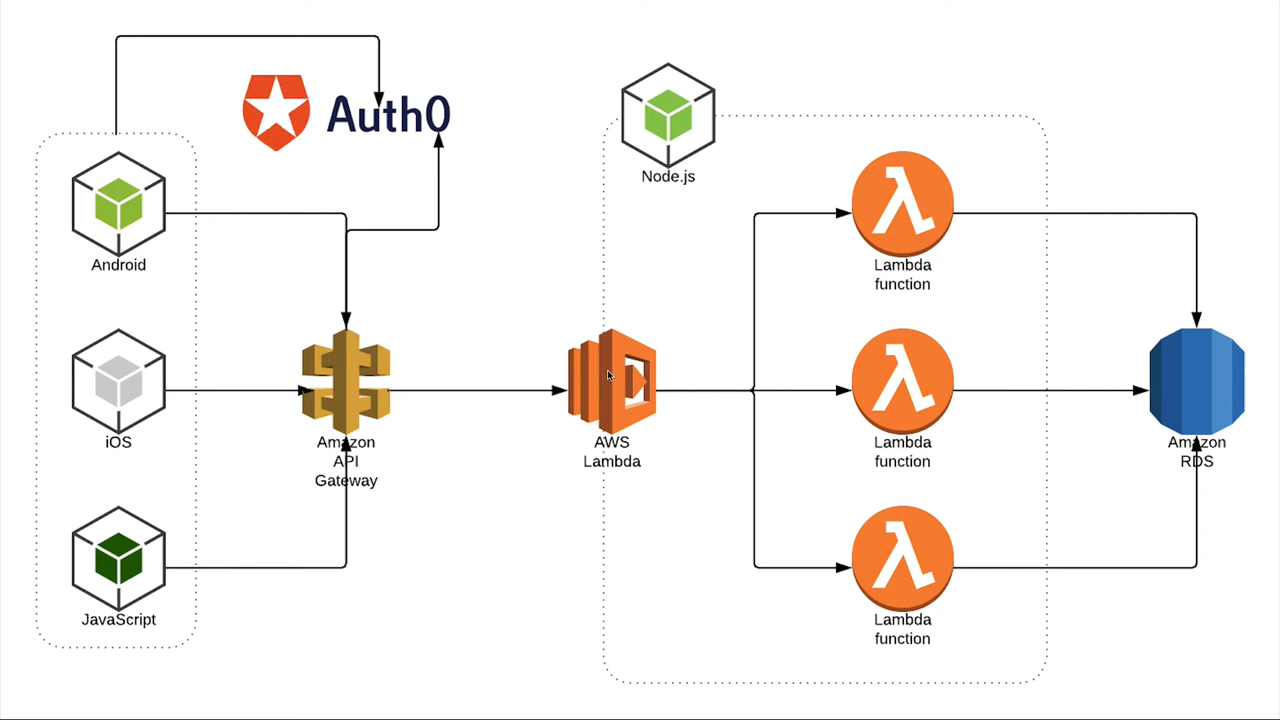 Auth0
Android
iOS
JavaScript
Amazon
API
Gateway
AWS
Lambda
Node.js
Lambda
function
Lambda
function
Lambda
function
Amazon
RDS